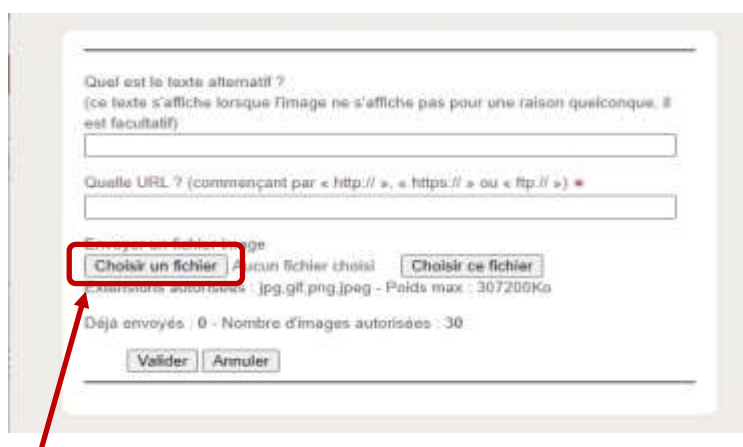 Quel est le texte alternatif ?
(ce texte s'affiche lorsque l'image ne s'affiche pas pour une raison quelconque, il
est facultatif)
Quelle URL ? (commençant par « http:// », « https:// » ou « ftp:// ») *
Envoyer un fichier image
Choisir un fichier Aucun fichier choisi Choisir ce fichier
Extensions autorisées : jpg,gif,png,jpeg - Poids max : 307200Ko
Déjà envoyés : 0 - Nombre d'images autorisées : 30
Valider Annuler